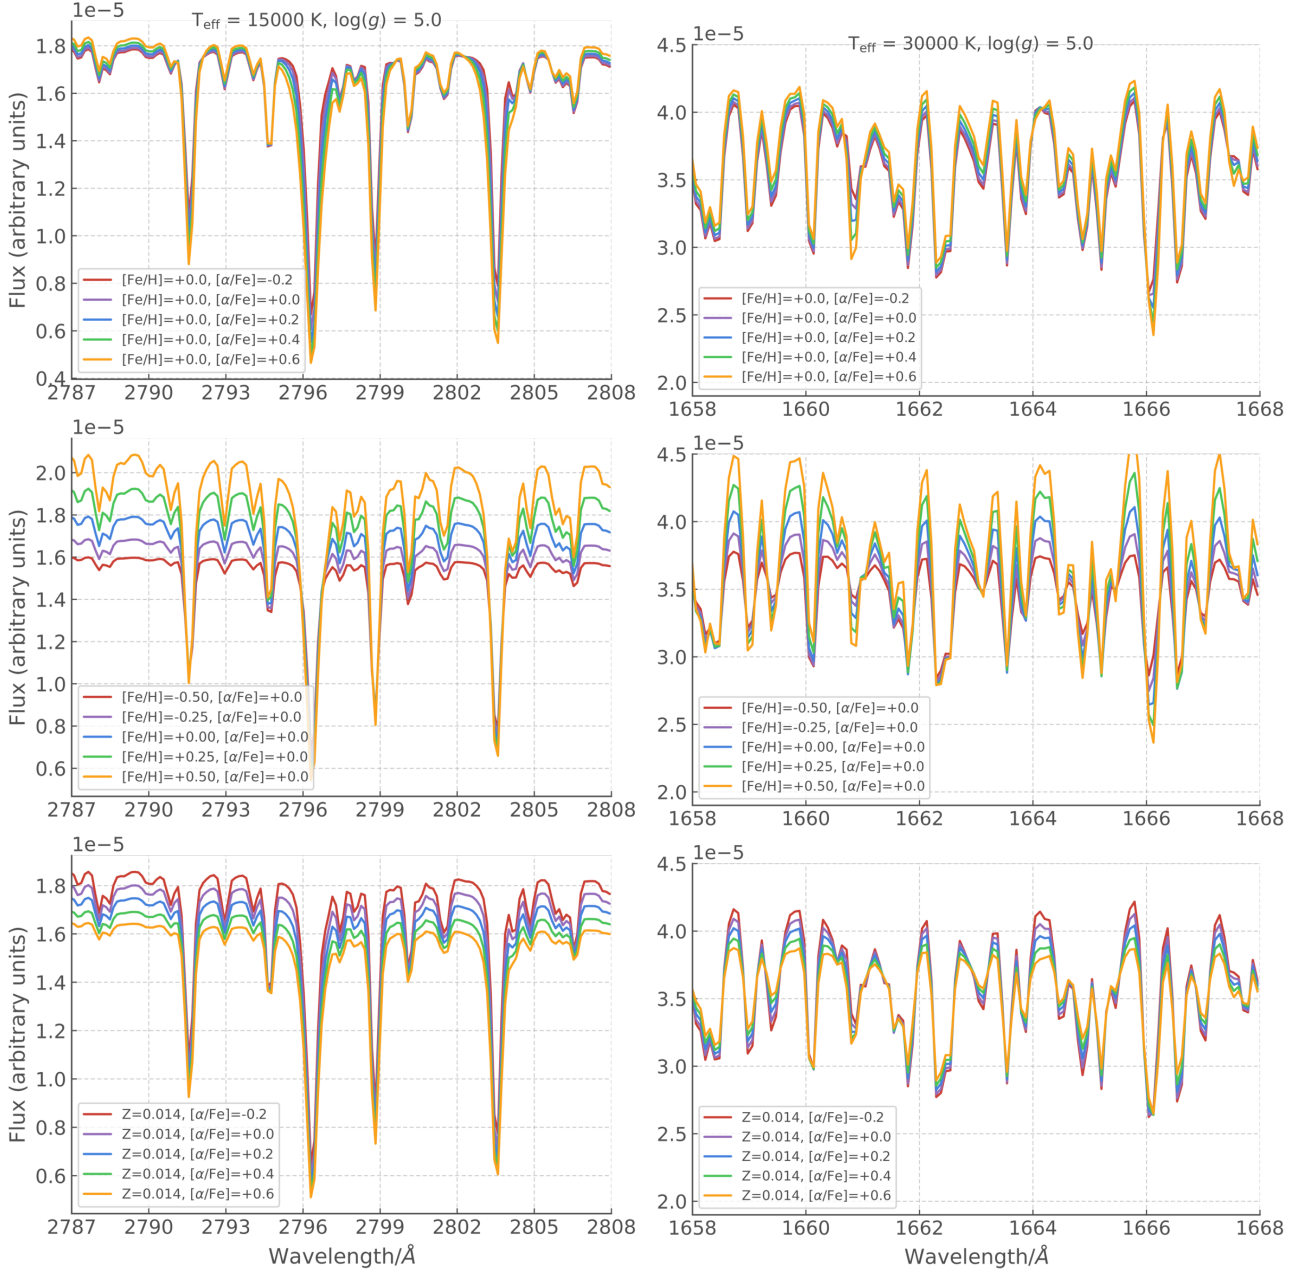 T_eff = 15000 K, log(g) = 5.0
1e−5
Flux (arbitrary units)
1.8
1.6
1.4
1.2
1.0
0.8
0.6
0.4
[Fe/H]=+0.0, [α/Fe]=-0.2
[Fe/H]=+0.0, [α/Fe]=+0.0
[Fe/H]=+0.0, [α/Fe]=+0.2
[Fe/H]=+0.0, [α/Fe]=+0.4
[Fe/H]=+0.0, [α/Fe]=+0.6
2787 2790 2793 2796 2799 2802 2805 2808
T_eff = 30000 K, log(g) = 5.0
1e−5
4.5
4.0
3.5
3.0
2.5
2.0
[Fe/H]=+0.0, [α/Fe]=-0.2
[Fe/H]=+0.0, [α/Fe]=+0.0
[Fe/H]=+0.0, [α/Fe]=+0.2
[Fe/H]=+0.0, [α/Fe]=+0.4
[Fe/H]=+0.0, [α/Fe]=+0.6
1658 1660 1662 1664 1666 1668
1e−5
Flux (arbitrary units)
2.0
1.8
1.6
1.4
1.2
1.0
0.8
0.6
[Fe/H]=-0.50, [α/Fe]=+0.0
[Fe/H]=-0.25, [α/Fe]=+0.0
[Fe/H]=+0.00, [α/Fe]=+0.0
[Fe/H]=+0.25, [α/Fe]=+0.0
[Fe/H]=+0.50, [α/Fe]=+0.0
2787 2790 2793 2796 2799 2802 2805 2808
1e−5
4.5
4.0
3.5
3.0
2.5
2.0
[Fe/H]=-0.50, [α/Fe]=+0.0
[Fe/H]=-0.25, [α/Fe]=+0.0
[Fe/H]=+0.00, [α/Fe]=+0.0
[Fe/H]=+0.25, [α/Fe]=+0.0
[Fe/H]=+0.50, [α/Fe]=+0.0
1658 1660 1662 1664 1666 1668
1e−5
Flux (arbitrary units)
1.8
1.6
1.4
1.2
1.0
0.8
0.6
Z=0.014, [α/Fe]=-0.2
Z=0.014, [α/Fe]=+0.0
Z=0.014, [α/Fe]=+0.2
Z=0.014, [α/Fe]=+0.4
Z=0.014, [α/Fe]=+0.6
2787 2790 2793 2796 2799 2802 2805 2808
Wavelength/Å
1e−5
4.5
4.0
3.5
3.0
2.5
2.0
Z=0.014, [α/Fe]=-0.2
Z=0.014, [α/Fe]=+0.0
Z=0.014, [α/Fe]=+0.2
Z=0.014, [α/Fe]=+0.4
Z=0.014, [α/Fe]=+0.6
1658 1660 1662 1664 1666 1668
Wavelength/Å